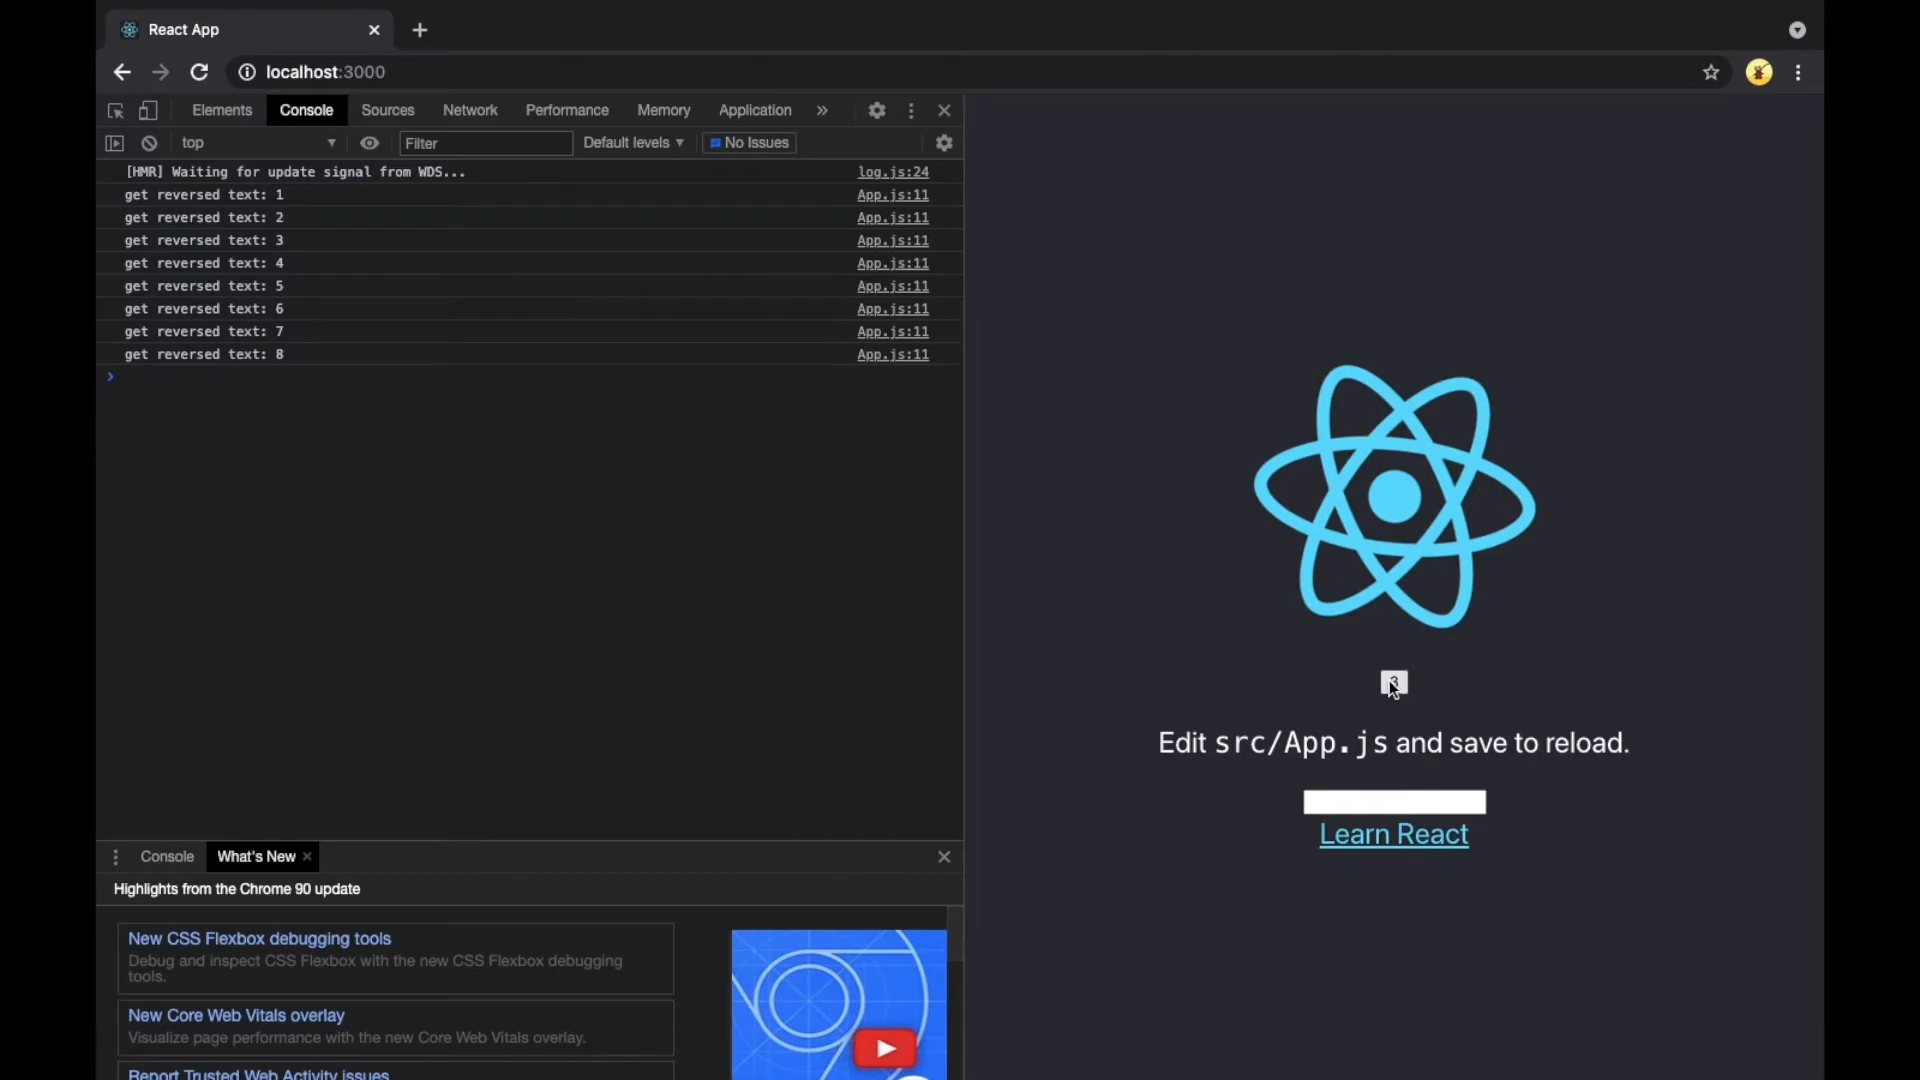 React App
localhost:3000
Elements Console Sources Network Performance Memory Application
top Filter Default levels No Issues
[HMR] Waiting for update signal from WDS... log.js:24
get reversed text: 1 App.js:11
get reversed text: 2 App.js:11
get reversed text: 3 App.js:11
get reversed text: 4 App.js:11
get reversed text: 5 App.js:11
get reversed text: 6 App.js:11
get reversed text: 7 App.js:11
get reversed text: 8 App.js:11
Edit src/App.js and save to reload.
Learn React
Console What's New
Highlights from the Chrome 90 update
New CSS Flexbox debugging tools
Debug and inspect CSS Flexbox with the new CSS Flexbox debugging
tools.
New Core Web Vitals overlay
Visualize page performance with the new Core Web Vitals overlay.
Report Trusted Web Activity issues